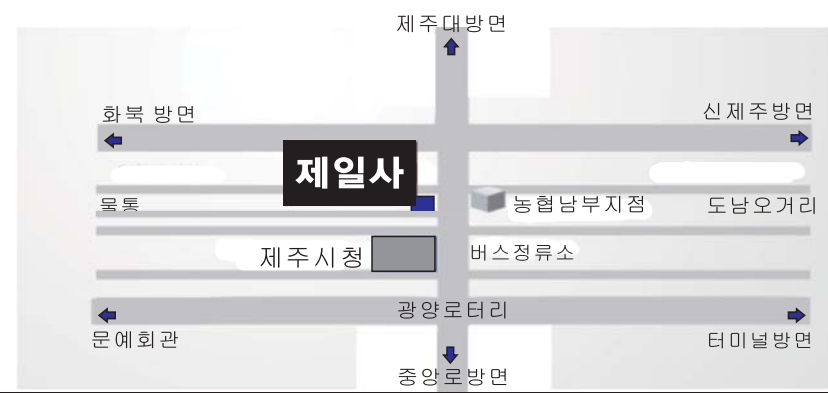 제주대방면
화북 방면
신제주방면
제일사
물통
농협남부지점
도남오거리
제주시청
버스정류소
광양로터리
문예회관
터미널방면
중앙로방면